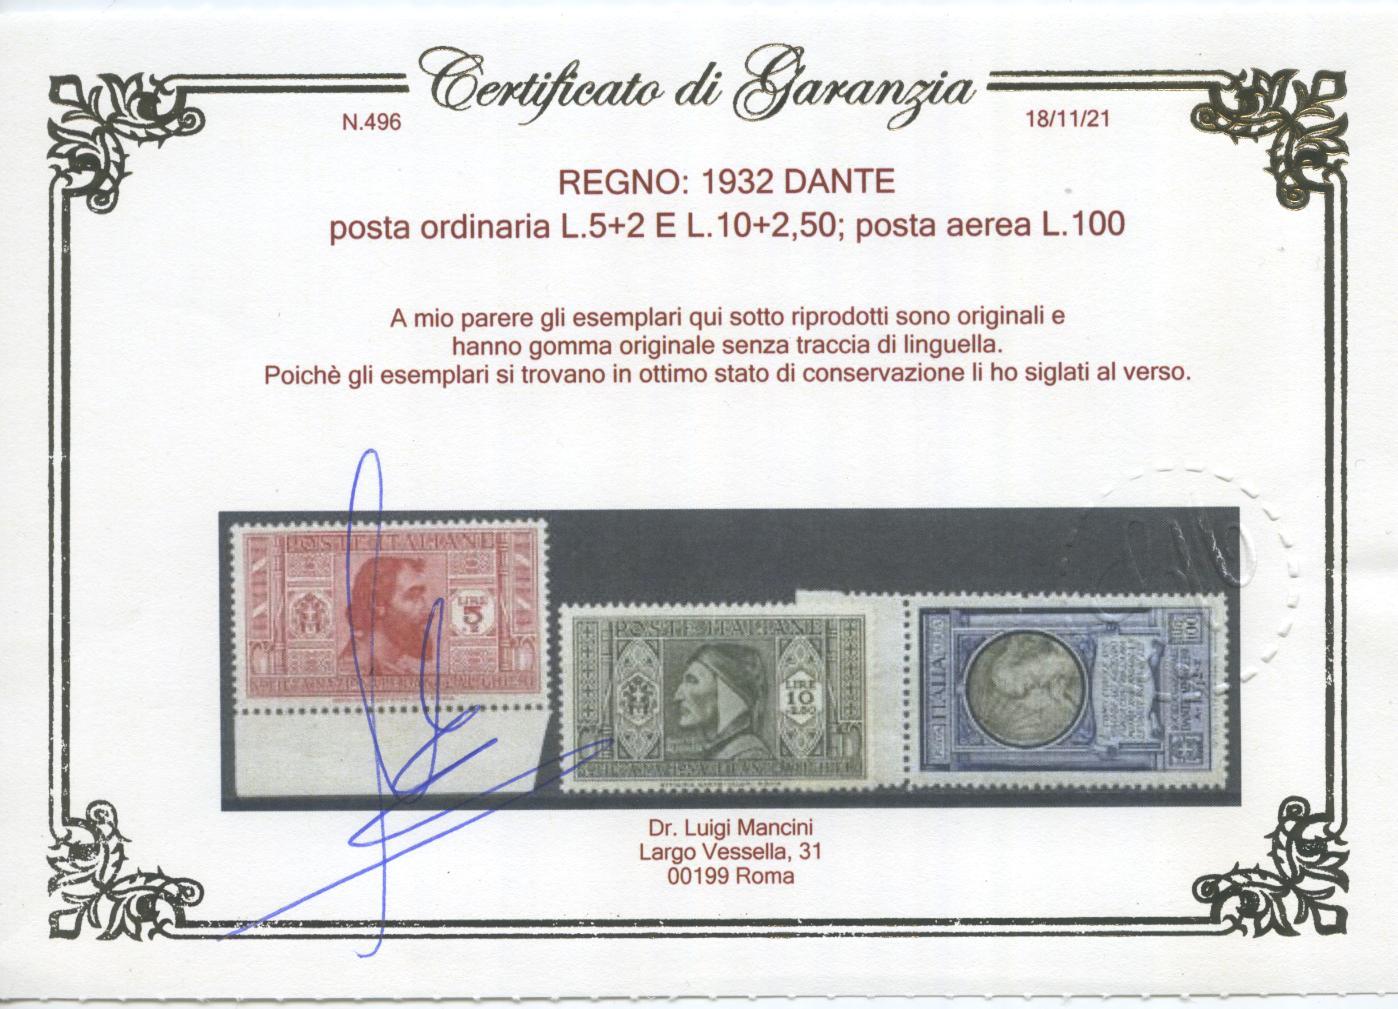 Certificato di Garanzia
N.496
18/11/21
REGNO: 1932 DANTE
posta ordinaria L.5+2 E L.10+2,50; posta aerea L.100
A mio parere gli esemplari qui sotto riprodotti sono originali e
hanno gomma originale senza traccia di linguella.
Poichè gli esemplari si trovano in ottimo stato di conservazione li ho siglati al verso.
POSTE ITALIANE
LIRE
5
POSTE ITALIANE
LIRE
10
+2.50
ITALIA
100
Dr. Luigi Mancini
Largo Vessella, 31
00199 Roma